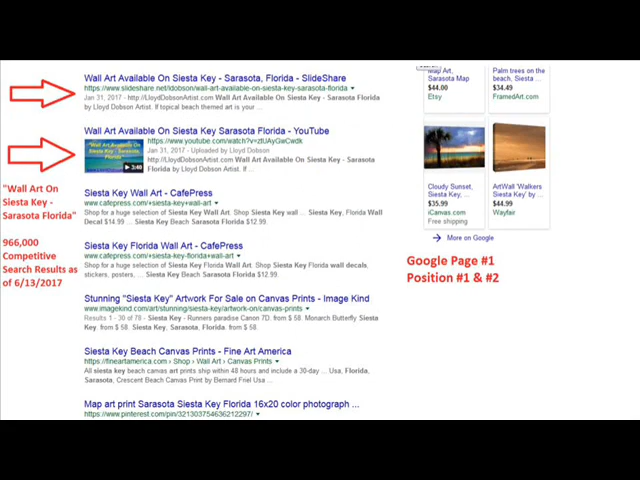 Wall Art Available On Siesta Key - Sarasota, Florida - SlideShare
https://www.slideshare.net/ldobson/wall-art-available-on-siesta-key-sarasota-florida
Jan 31, 2017 - http://LloydDobsonArtist.com Wall Art Available On Siesta Key - Sarasota Florida
by Lloyd Dobson Artist. If tropical beach themed art is your ...
Wall Art Available On Siesta Key Sarasota Florida - YouTube
https://www.youtube.com/watch?v=
Jan 31, 2017 - Uploaded by Lloyd Dobson
http://LloydDobsonArtist.com Wall Art Available On Siesta Key - Sarasota
Florida by Lloyd Dobson Artist. If ...
"Wall Art Available On
Siesta Key - Sarasota
Florida"
3:48
"Wall Art On
Siesta Key -
Sarasota Florida"
966,000
Competitive
Search Results as
of 6/13/2017
Siesta Key Wall Art - CafePress
www.cafepress.com/+siesta-key+wall-art
Shop for a huge selection of Siesta Key Wall Art. Shop Siesta Key wall ... Siesta Key, Florida Wall
Decal $14.99 ... Siesta Key Beach Sarasota Florida $12.99.
Siesta Key Florida Wall Art - CafePress
www.cafepress.com/+siesta-key-florida+wall-art
Shop for a huge selection of Siesta Key Florida Wall Art. Shop Siesta Key Florida wall decals,
stickers, posters, ... Siesta Key Beach Sarasota Florida $12.99.
Stunning "Siesta Key" Artwork For Sale on Canvas Prints - Image Kind
www.imagekind.com/art/stunning/siesta-key/artwork-on/canvas-prints
Results 1 - 30 of 78 - Siesta Key - Runners paradise Canon 7D. from $ 58. Monarch Butterfly Siesta
Key. from $ 58. Siesta Key, Sarasota, Florida. from $ 58.
Siesta Key Beach Canvas Prints - Fine Art America
https://fineartamerica.com › Shop › Wall Art › Canvas Prints
All siesta key beach canvas art prints ship within 48 hours and include a 30-day ... Usa, Florida,
Sarasota, Crescent Beach Canvas Print by Bernard Friel Usa ...
Map art print Sarasota Siesta Key Florida 16x20 color photograph ...
https://www.pinterest.com/pin/321303754636212297/
Map Art,
Sarasota Map
$44.00
Etsy
Palm trees on the
beach, Siesta ...
$34.49
FramedArt.com
Cloudy Sunset,
Siesta Key, ...
$35.99
iCanvas.com
Free shipping
ArtWall 'Walkers
Siesta Key' by ...
$44.99
Wayfair
More on Google
Google Page #1
Position #1 & #2